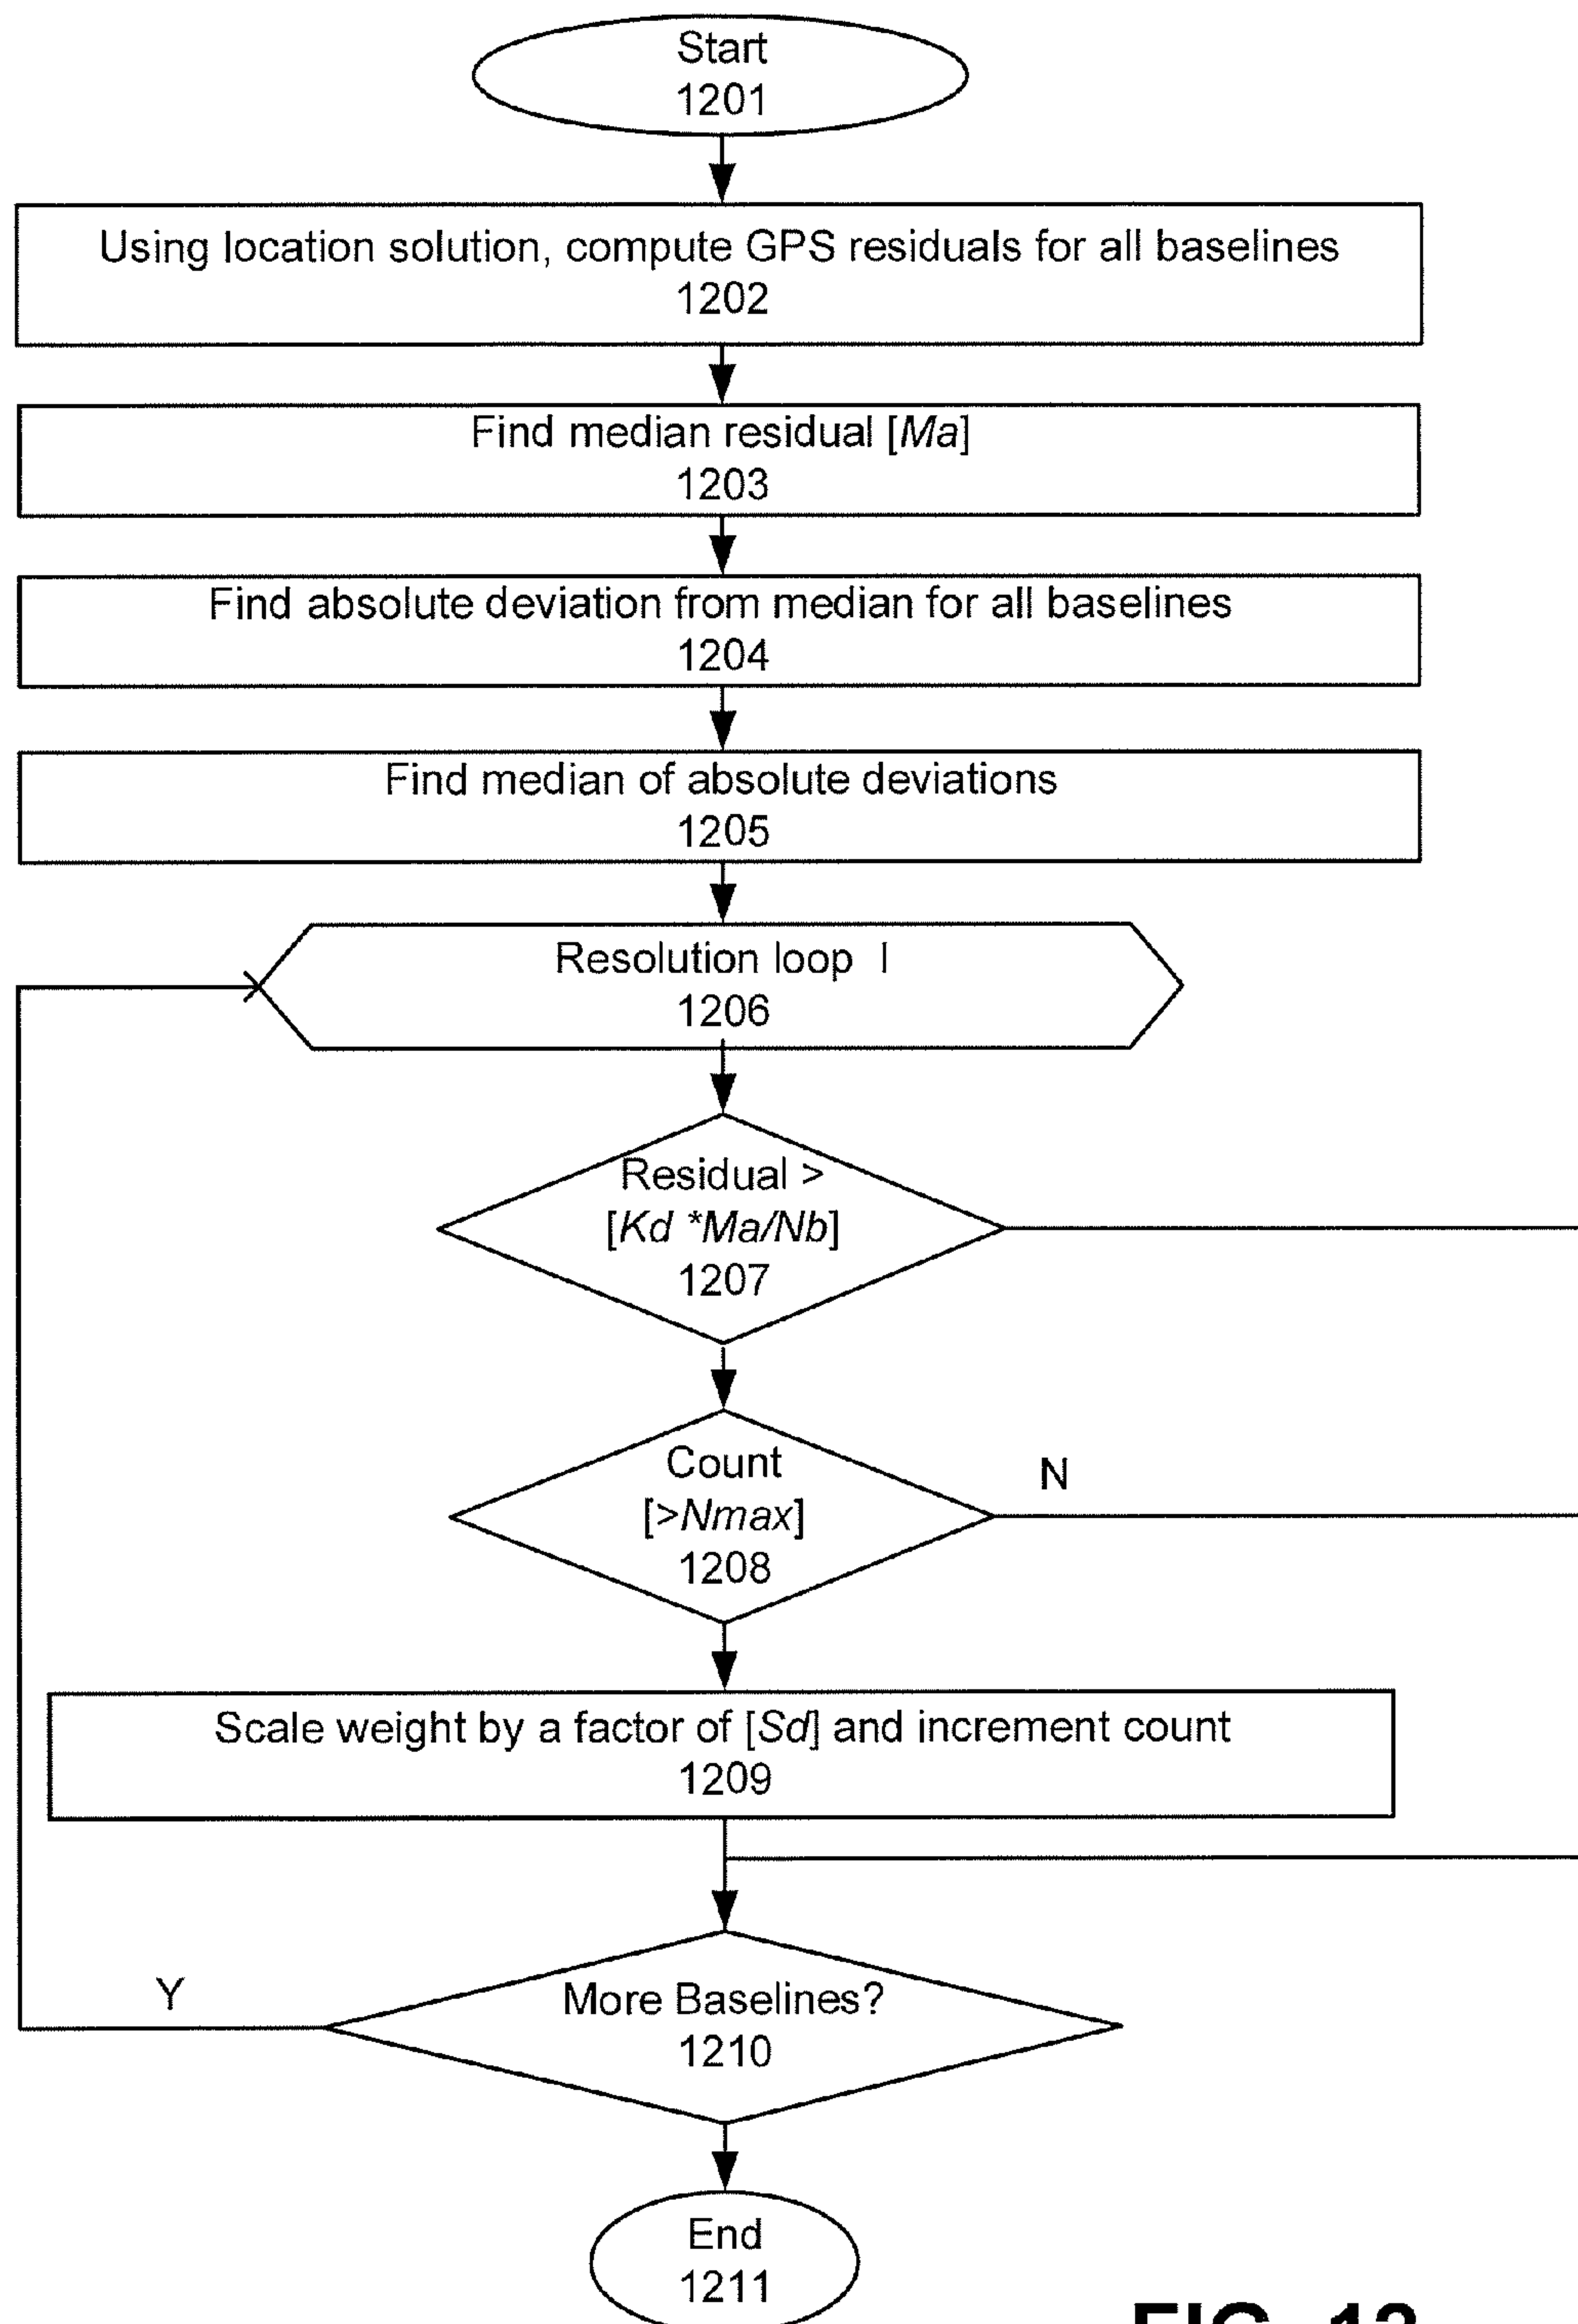 Start
1201
Using location solution, compute GPS residuals for all baselines
1202
Find median residual [Ma]
1203
Find absolute deviation from median for all baselines
1204
Find median of absolute deviations
1205
Resolution loop I
1206
Residual >
[Kd *Ma/Nb]
1207
Count
[>Nmax]
1208
N
Scale weight by a factor of [Sd] and increment count
1209
More Baselines?
1210
Y
End
1211